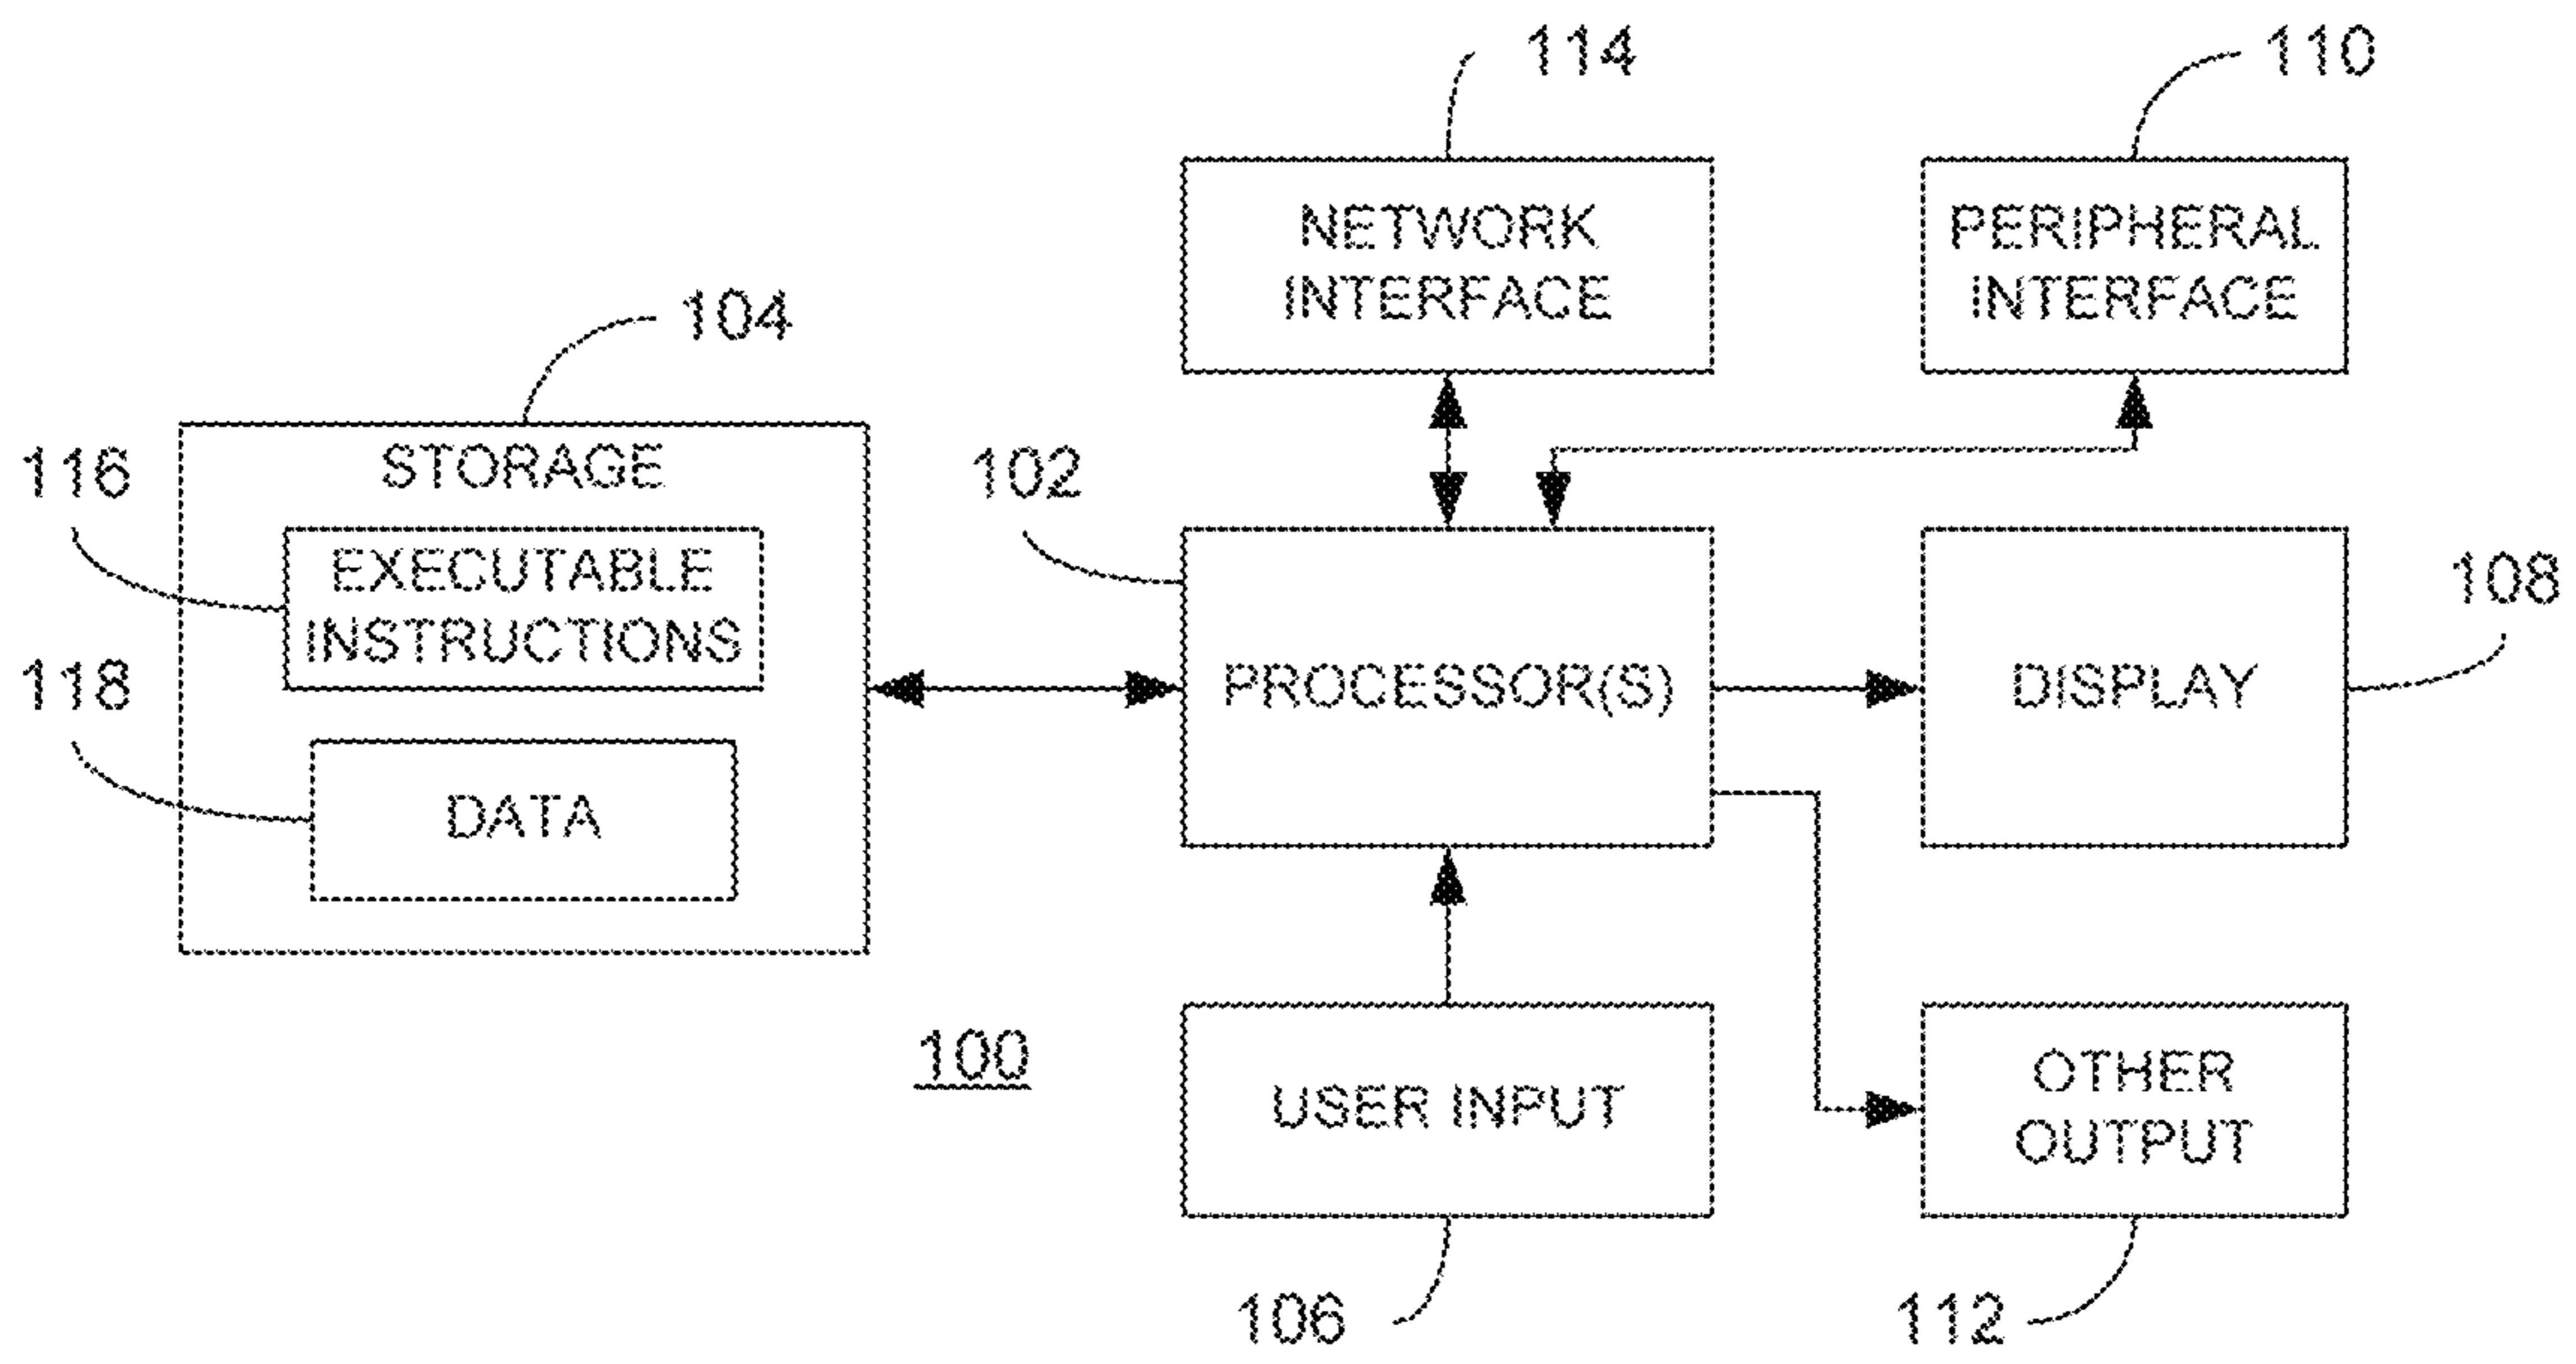 114
110
NETWORK
INTERFACE
PERIPHERAL
INTERFACE
104
116
STORAGE
102
EXECUTABLE
INSTRUCTIONS
108
118
PROCESSOR(S)
DISPLAY
DATA
100
USER INPUT
OTHER
OUTPUT
106
112